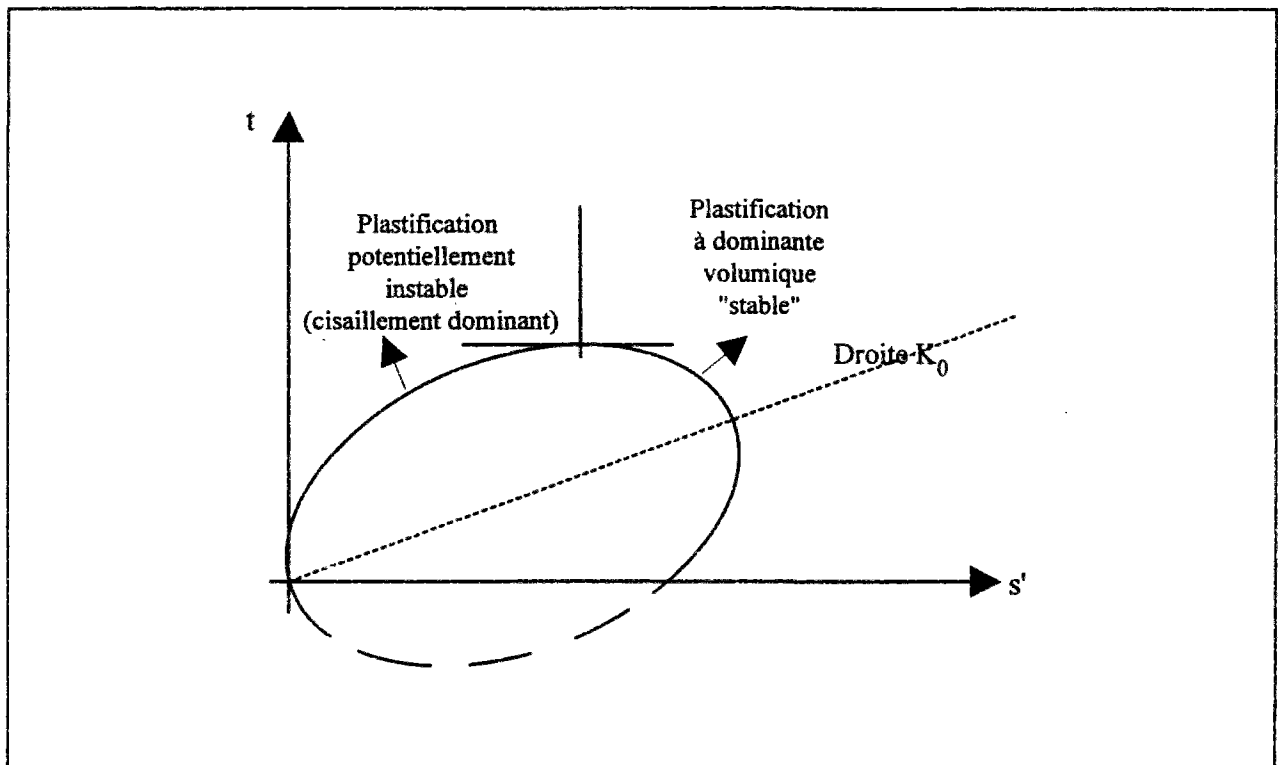 t
Plastification
potentiellement
instable
(cisaillement dominant)
Plastification
à dominante
volumique
"stable"
Droite K₀
s'